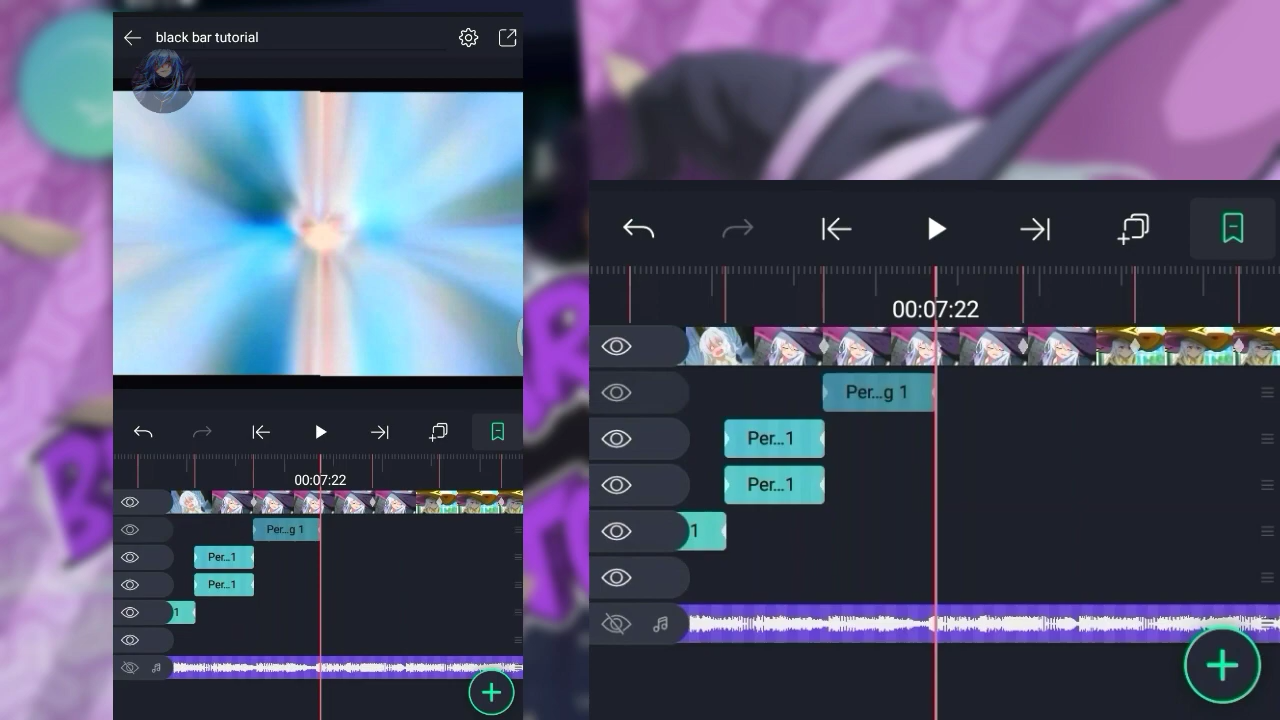 black bar tutorial
00:07:22
Per...g 1
Per...1
Per...1
1
00:07:22
Per...g 1
Per...1
Per...1
1